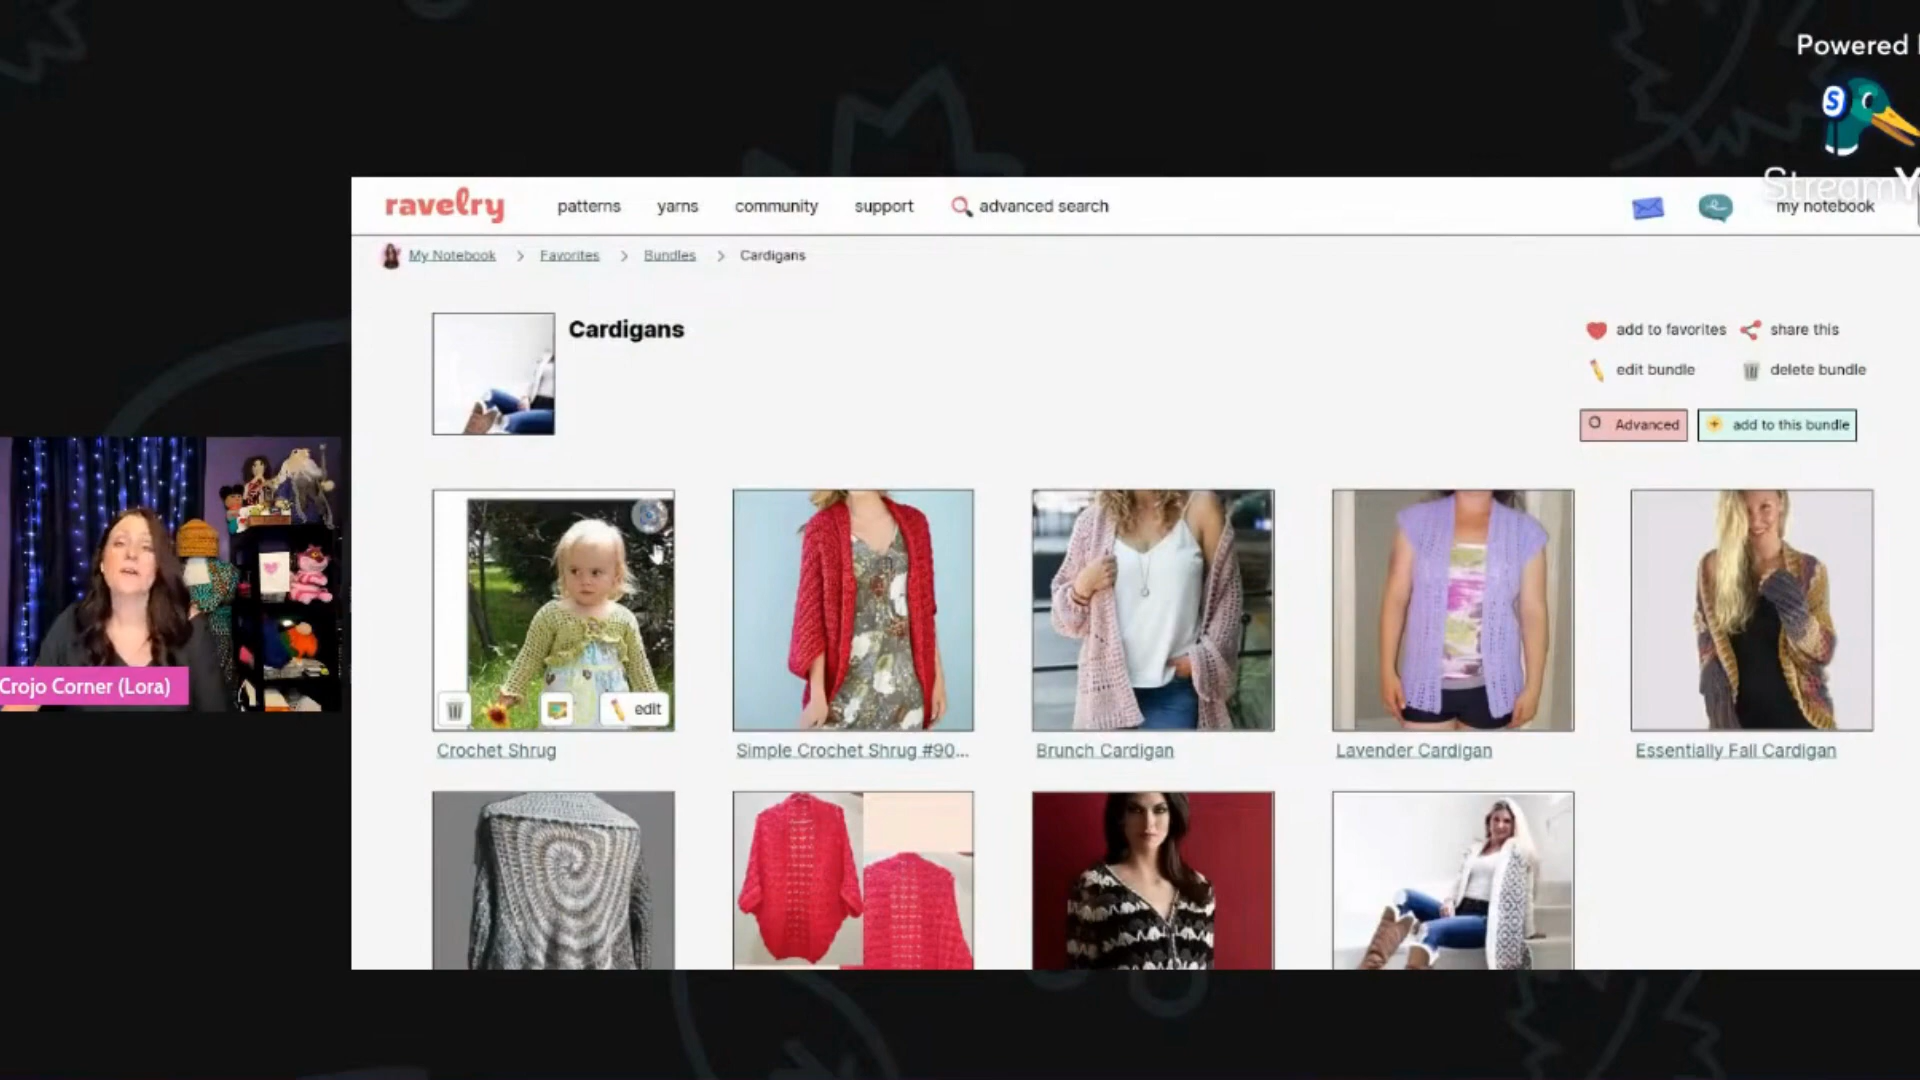 Powered
StreamY
ravelry patterns yarns community support advanced search my notebook
My Notebook > Favorites > Bundles > Cardigans
Cardigans
add to favorites share this
edit bundle delete bundle
Advanced add to this bundle
edit
Crochet Shrug Simple Crochet Shrug #90... Brunch Cardigan Lavender Cardigan Essentially Fall Cardigan
Crojo Corner (Lora)